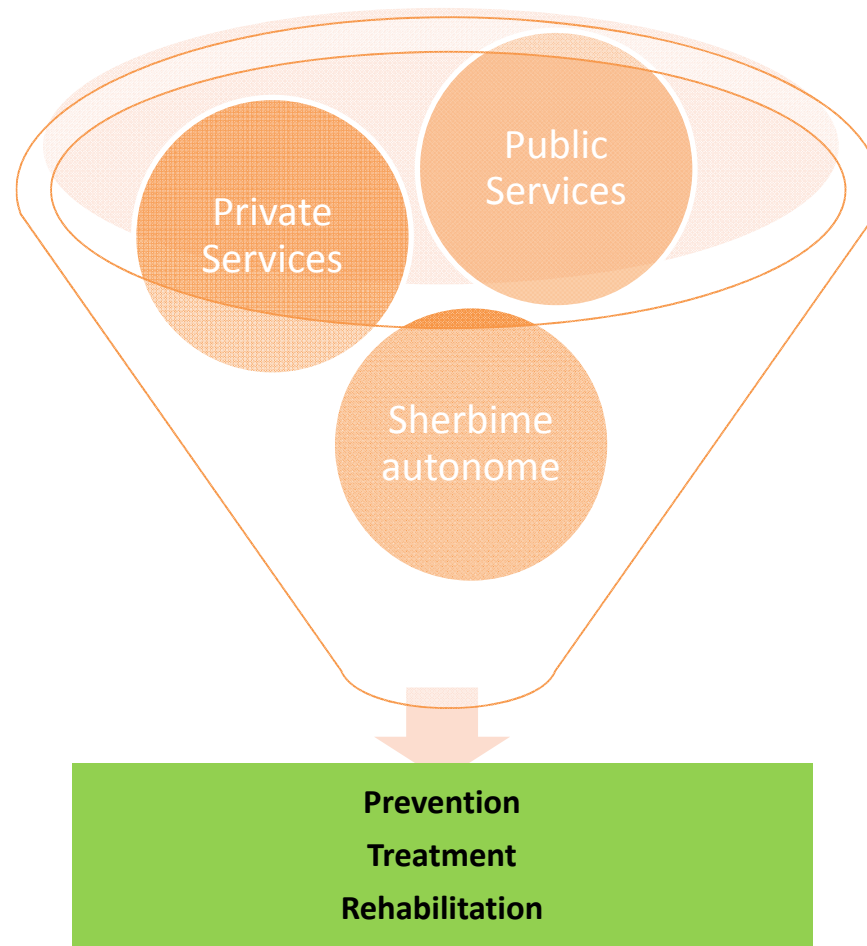 Public
Services
Private
Services
Sherbime
autonome
Prevention
Treatment
Rehabilitation